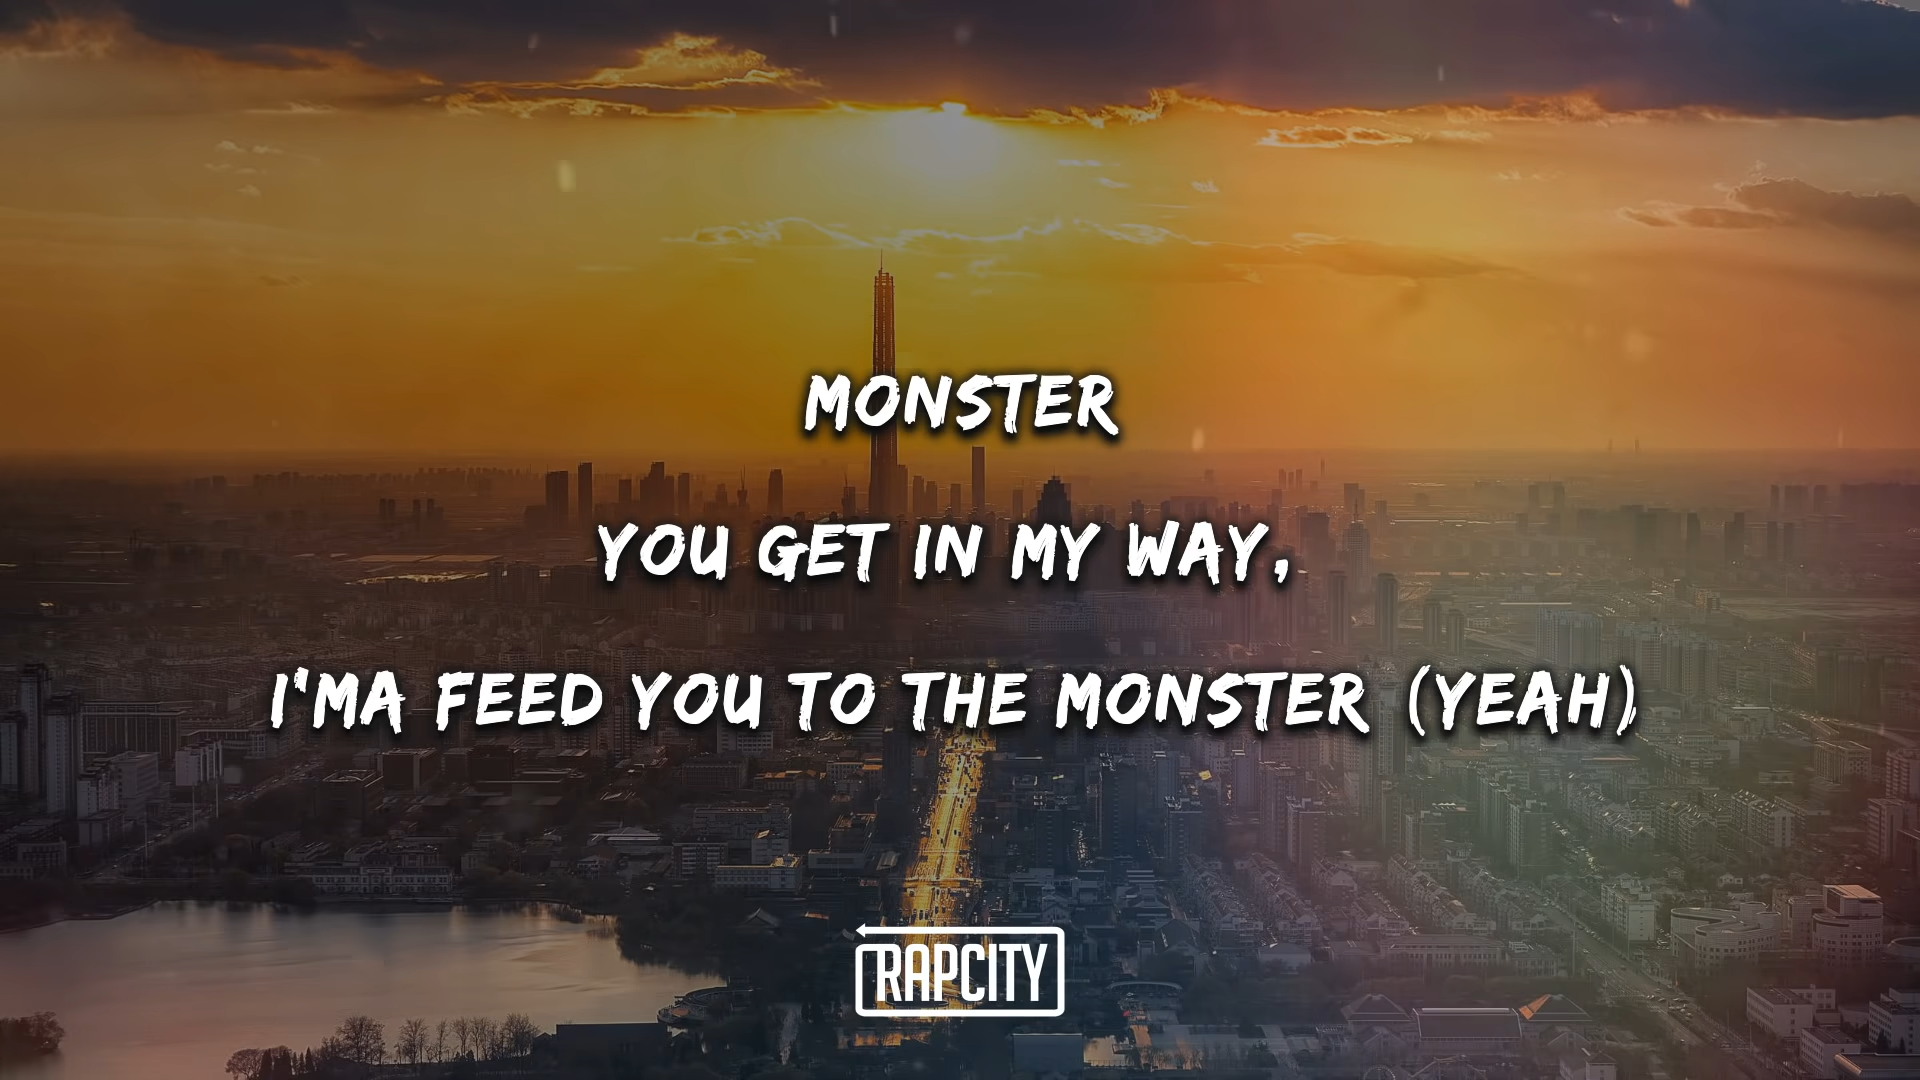 MONSTER
YOU GET IN MY WAY,
I'MA FEED YOU TO THE MONSTER (YEAH)
RAPCITY